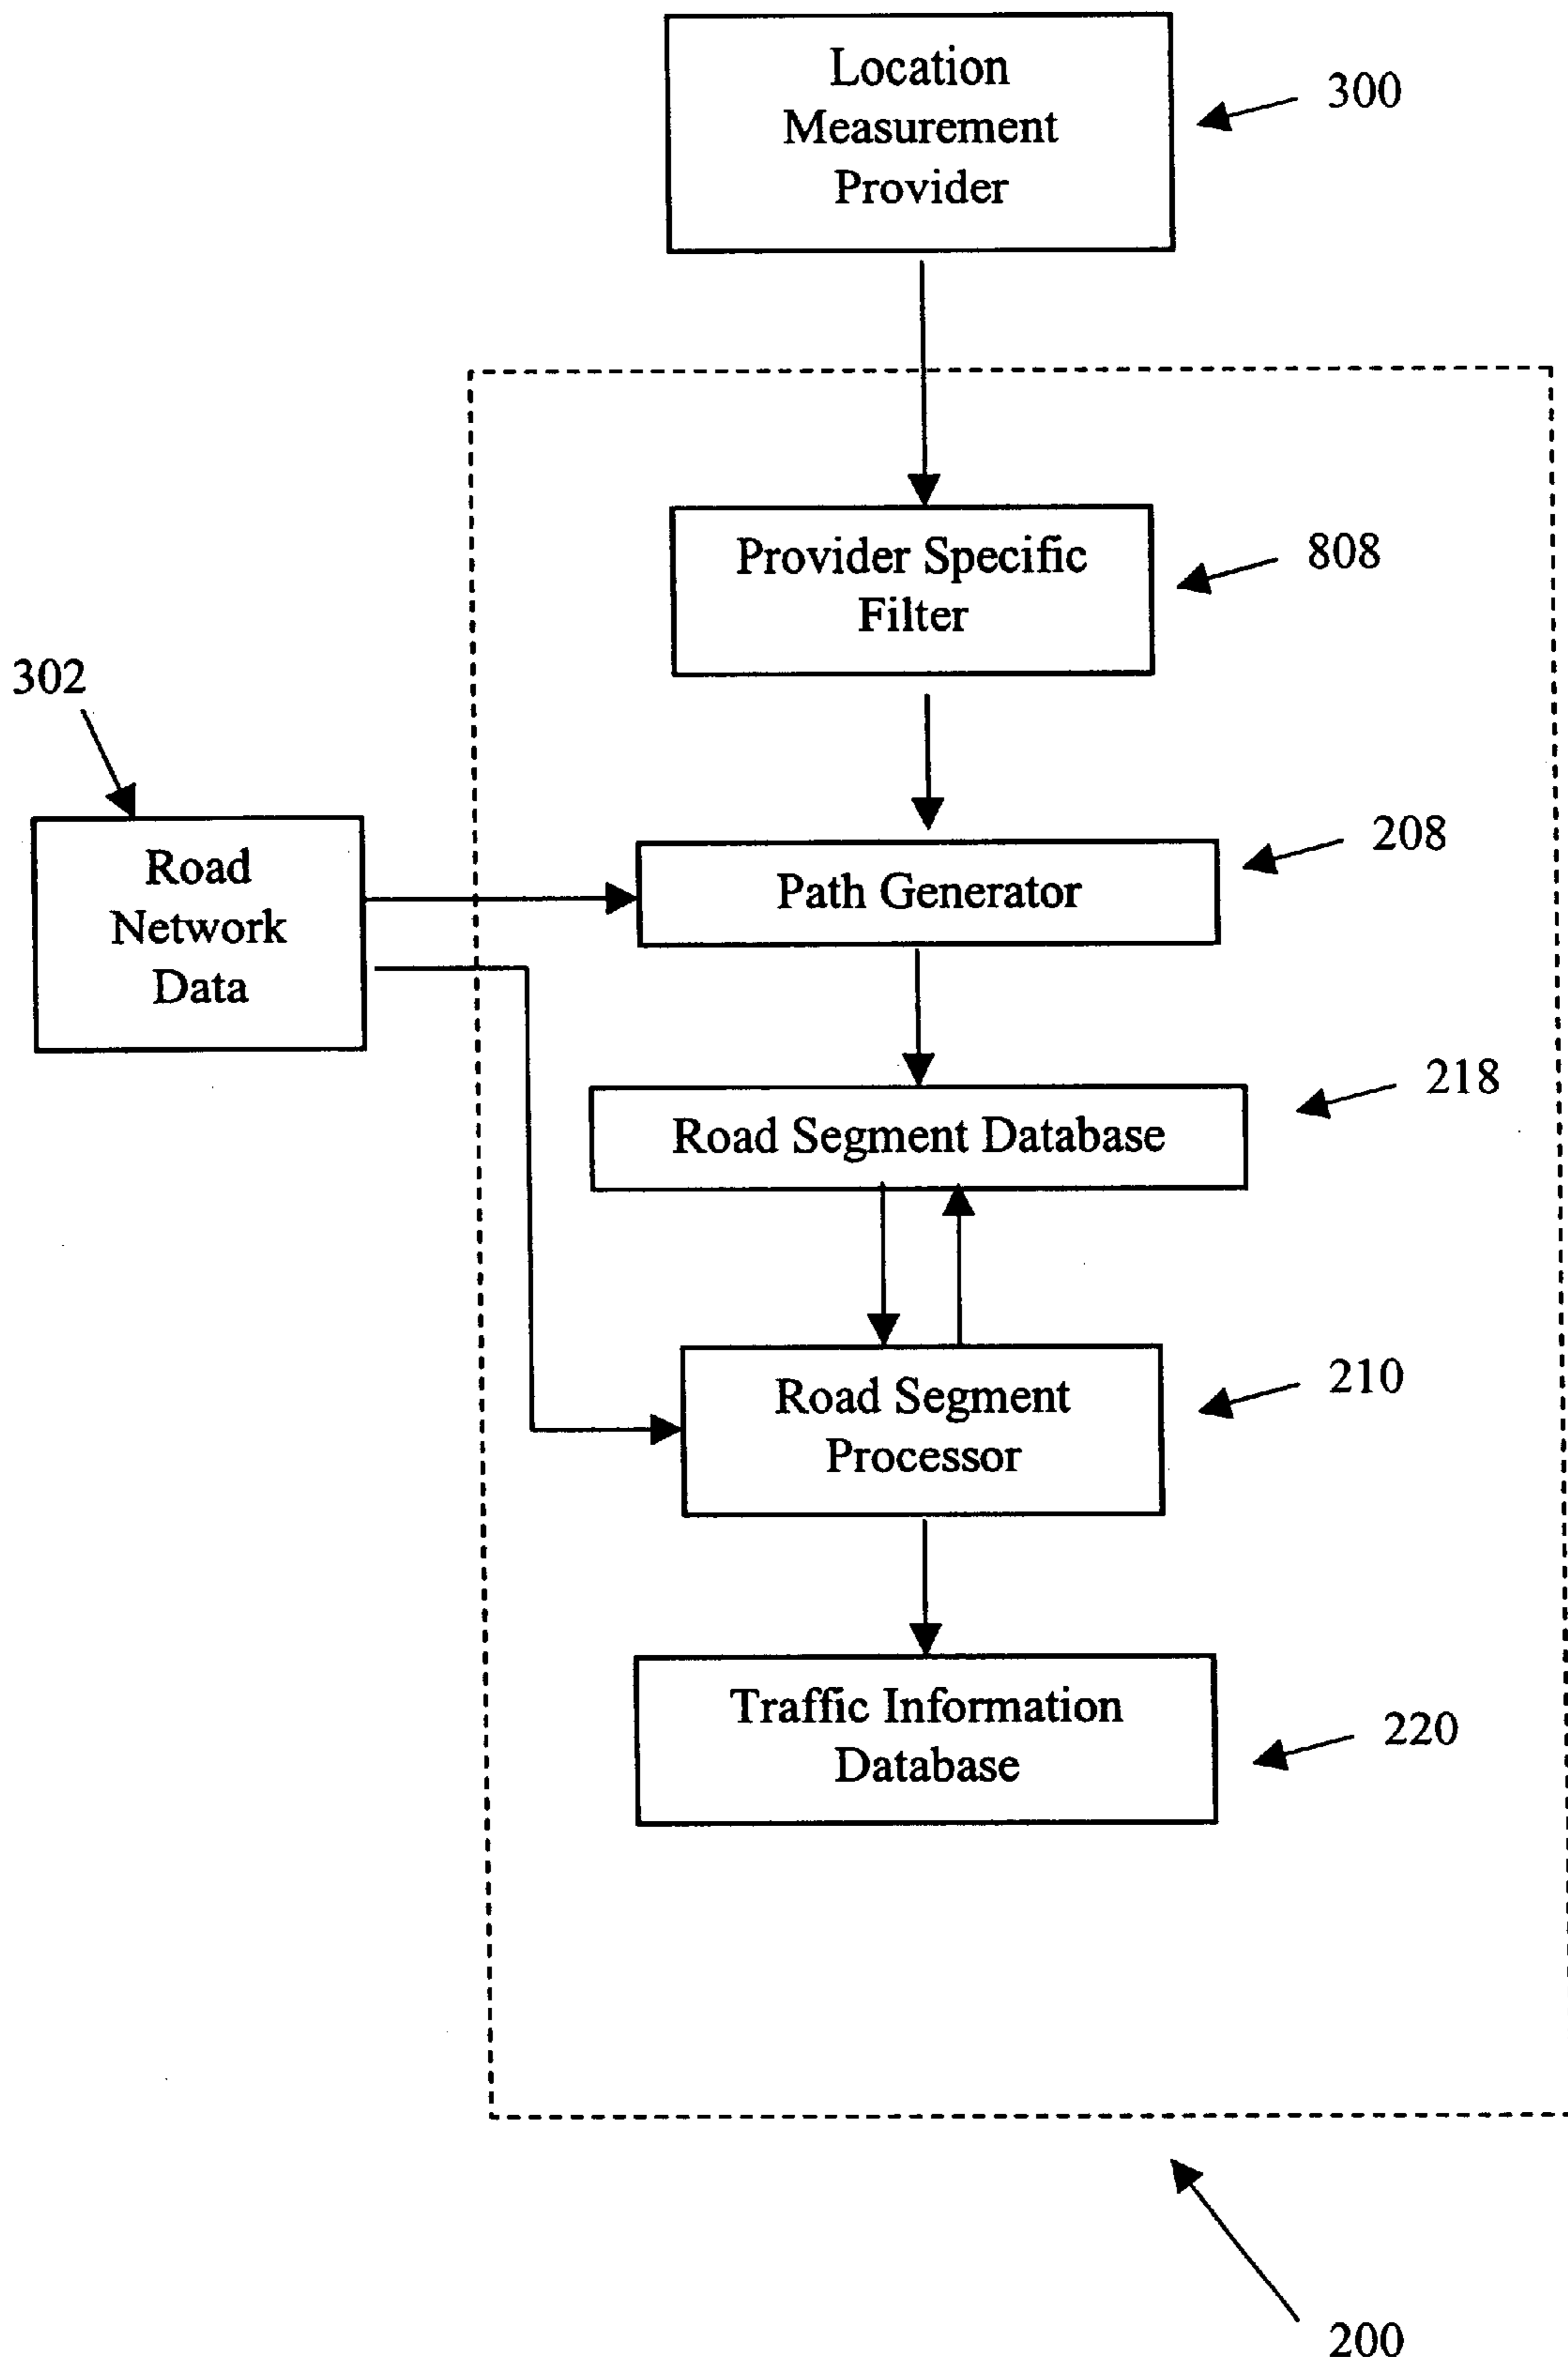 Location
Measurement
Provider
300
Provider Specific
Filter
808
302
Road
Network
Data
Path Generator
208
Road Segment Database
218
Road Segment
Processor
210
Traffic Information
Database
220
200